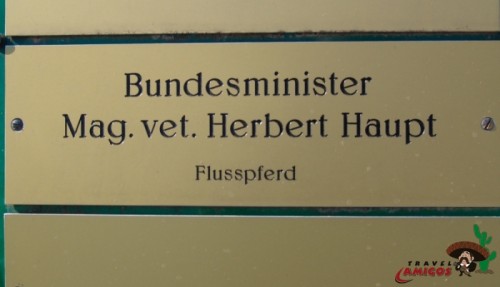 Bundesminister
Mag. vet. Herbert Haupt
Flusspferd
TRAVEL
AMIGOS